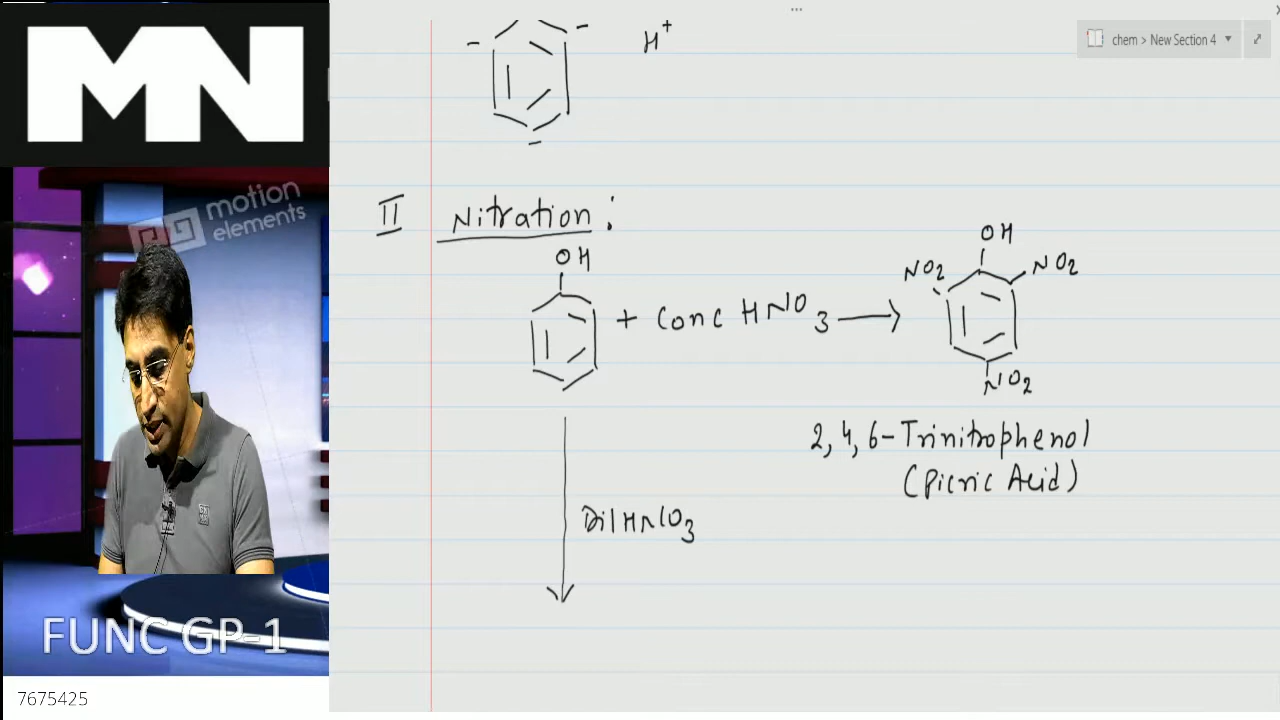 MN
motion
elements
FUNC GP-1
7675425
chem > New Section 4
H+
II Nitration :
OH
+ Conc HNO3
OH
NO2
NO2
NO2
2,4,6-Trinitrophenol
(Picric Acid)
Dil HNO3